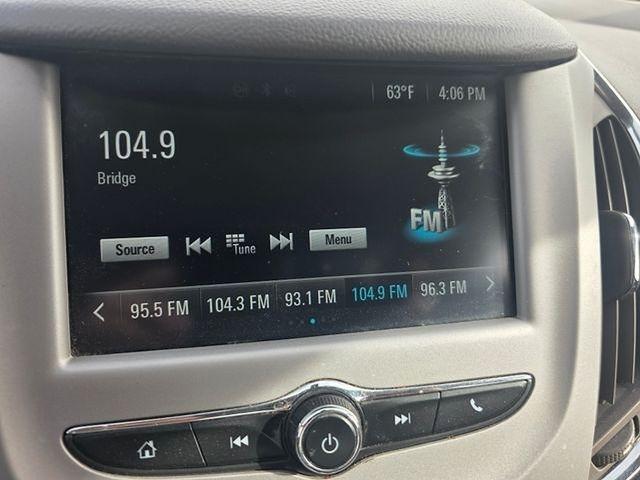 63°F 4:06 PM
104.9
Bridge
FM
Source Tune Menu
95.5 FM 104.3 FM 93.1 FM 104.9 FM 96.3 FM